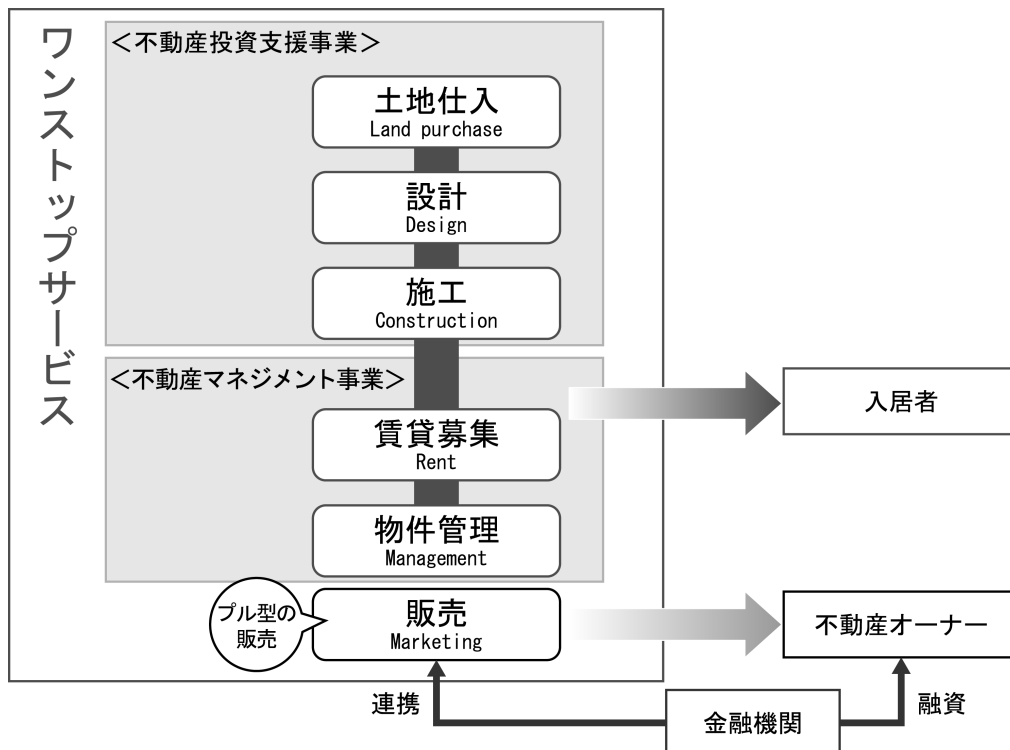 ワンストップサービス
＜不動産投資支援事業＞
土地仕入
Land purchase
設計
Design
施工
Construction
＜不動産マネジメント事業＞
賃貸募集
Rent
物件管理
Management
プル型の
販売
販売
Marketing
入居者
不動産オーナー
連携
金融機関
融資